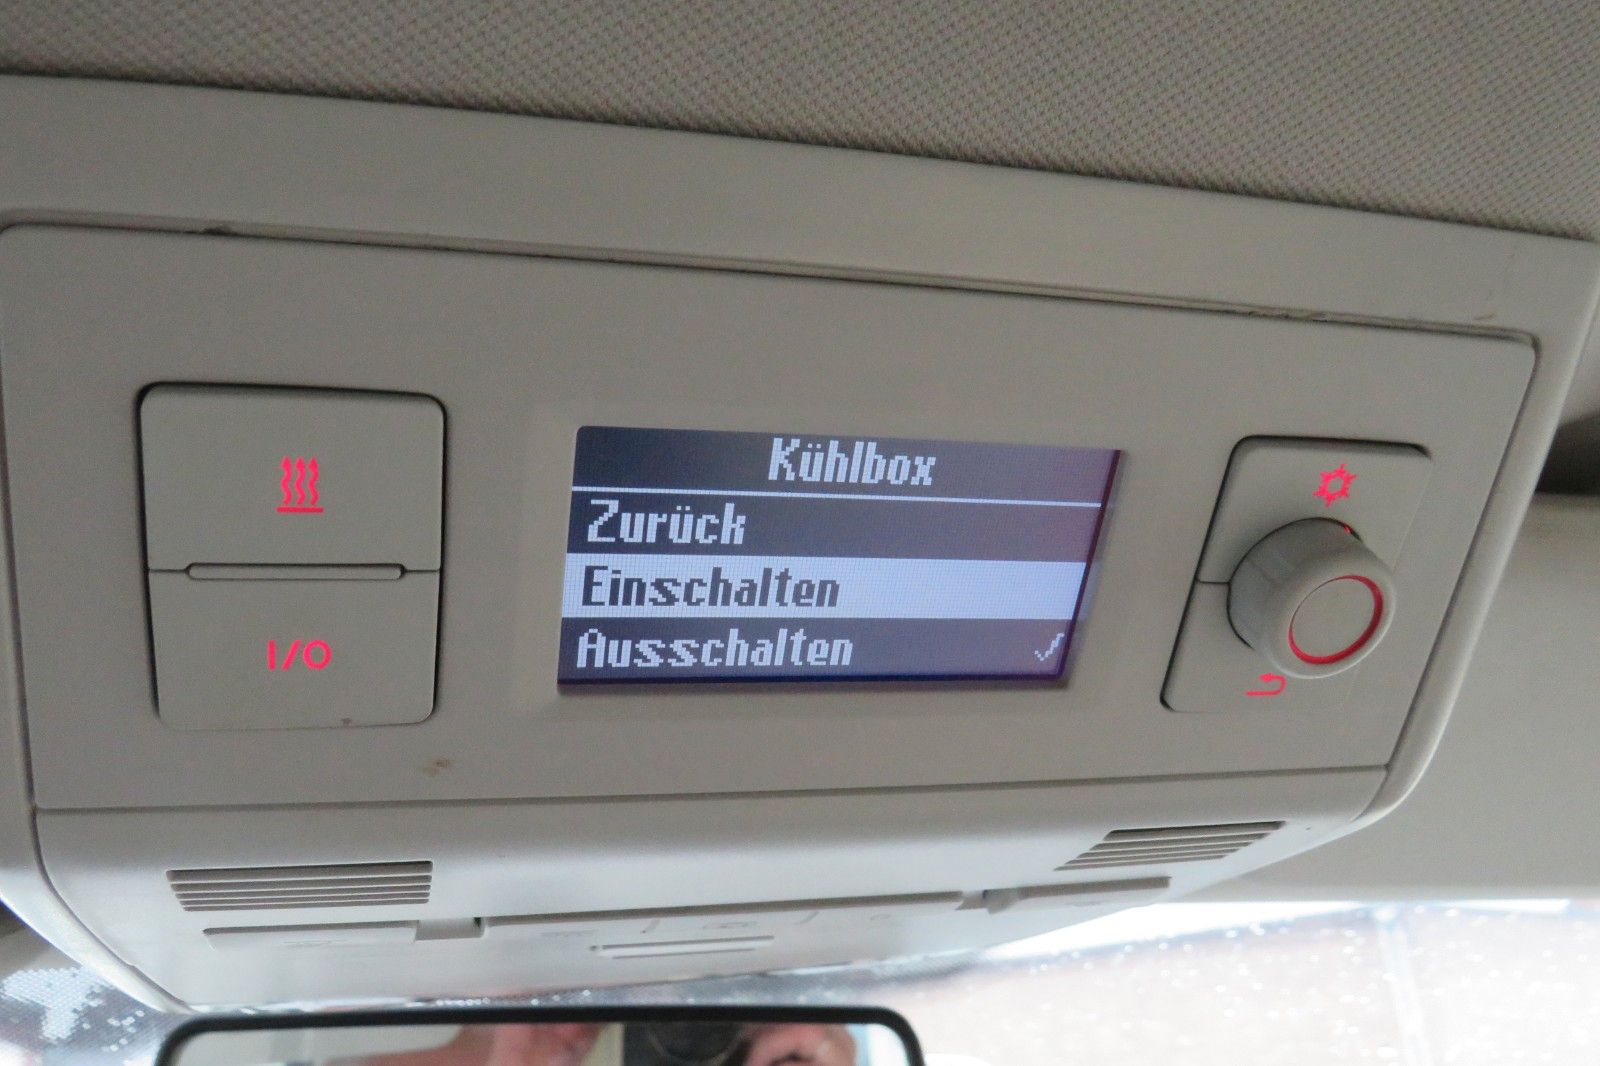 Kühlbox
Zurück
Einschalten
Ausschalten
I/O